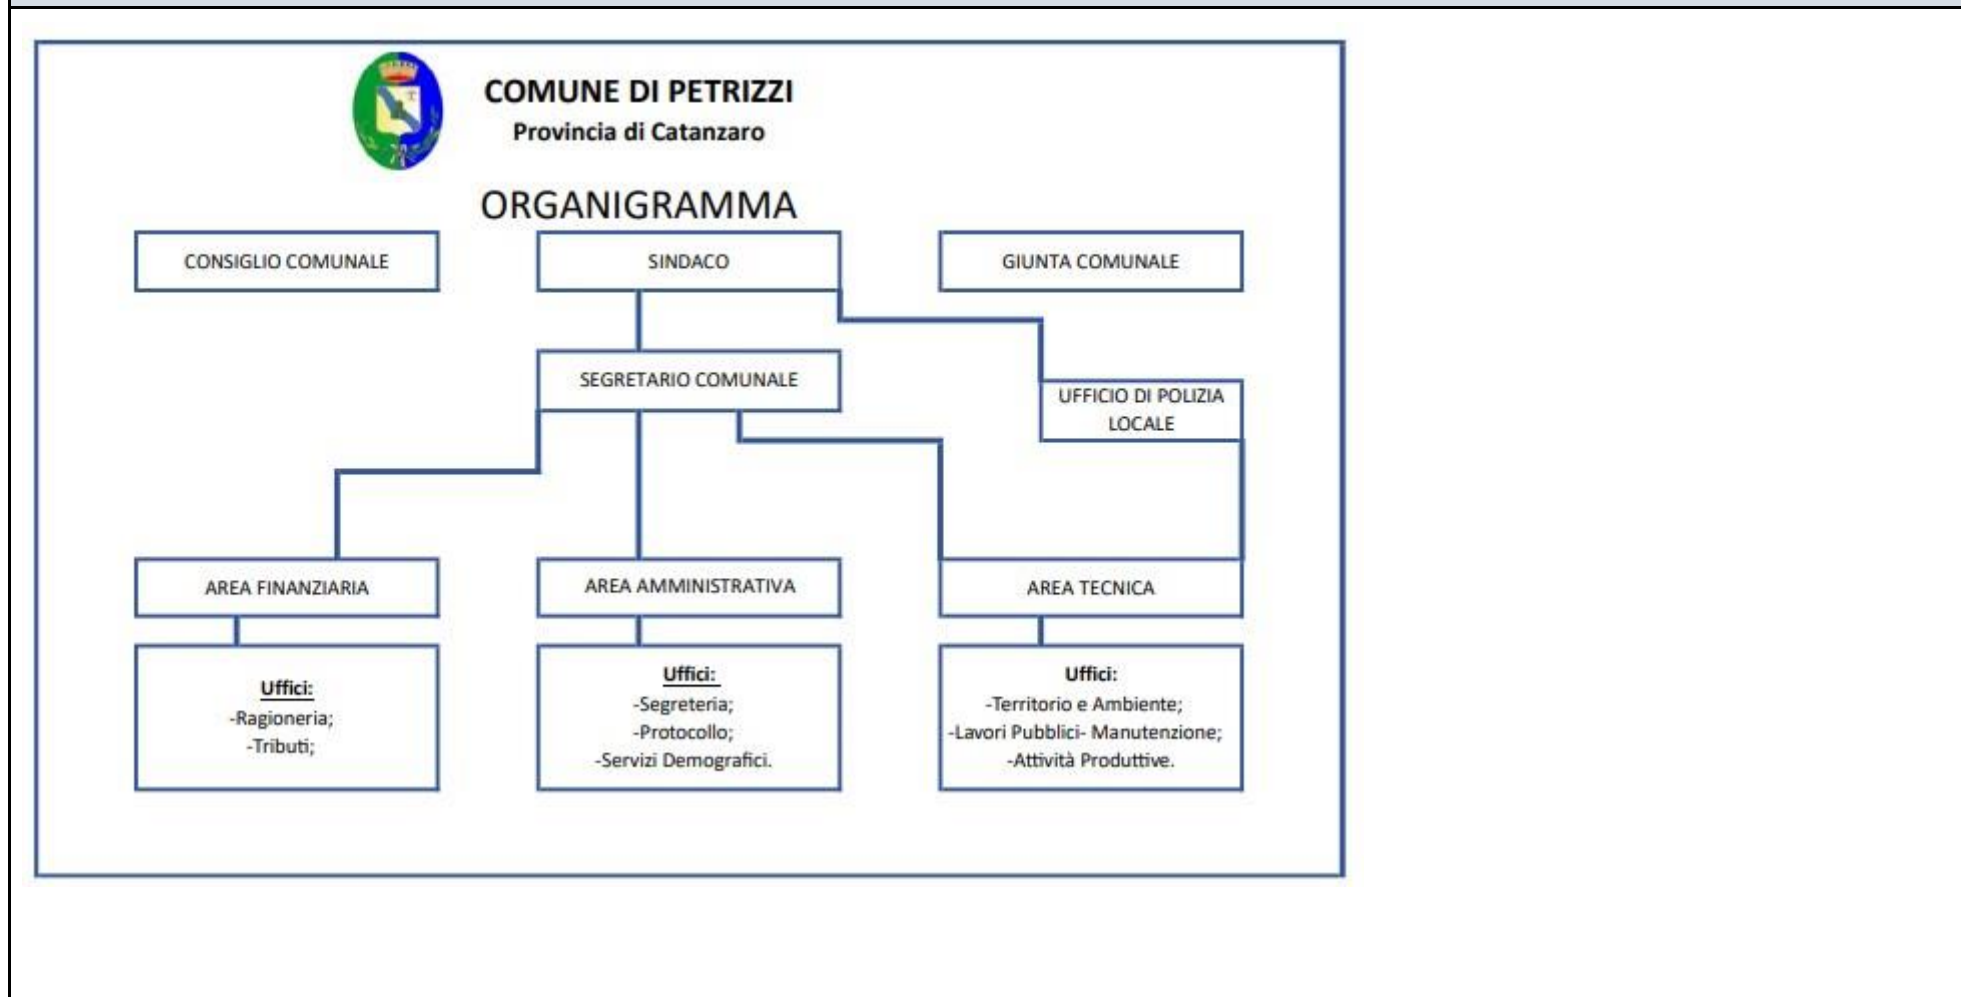 COMUNE DI PETRIZZI
Provincia di Catanzaro
ORGANIGRAMMA
CONSIGLIO COMUNALE
SINDACO
GIUNTA COMUNALE
SEGRETARIO COMUNALE
UFFICIO DI POLIZIA
LOCALE
AREA FINANZIARIA
AREA AMMINISTRATIVA
AREA TECNICA
Uffici:
-Ragioneria;
-Tributi;
Uffici:
-Segreteria;
-Protocollo;
-Servizi Demografici.
Uffici:
-Territorio e Ambiente;
-Lavori Pubblici- Manutenzione;
-Attività Produttive.